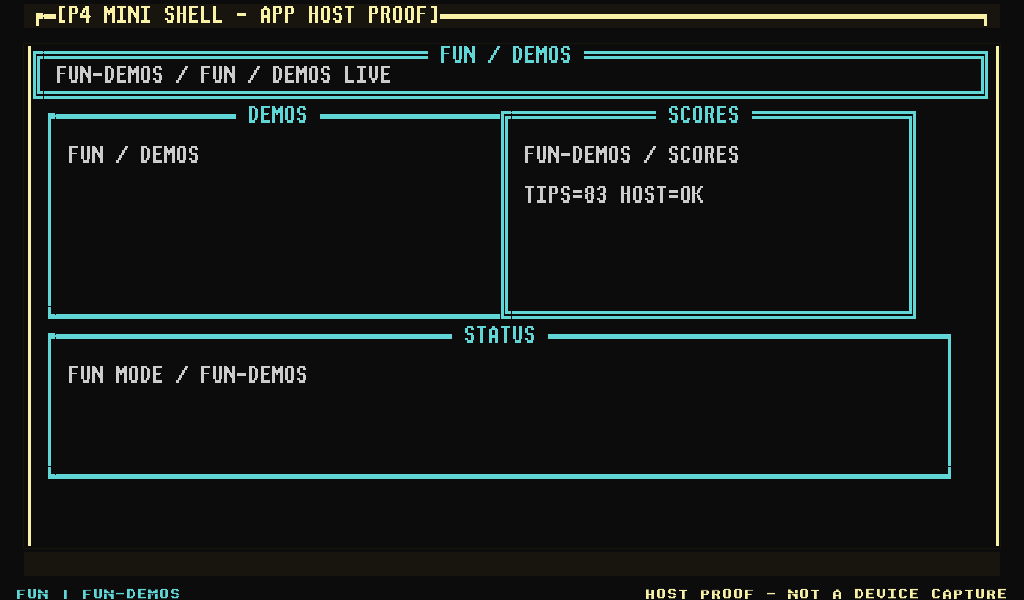 [P4 MINI SHELL - APP HOST PROOF]
FUN / DEMOS
FUN-DEMOS / FUN / DEMOS LIVE
DEMOS
FUN / DEMOS
SCORES
FUN-DEMOS / SCORES
TIPS=83 HOST=OK
STATUS
FUN MODE / FUN-DEMOS
FUN | FUN-DEMOS
HOST PROOF - NOT A DEVICE CAPTURE